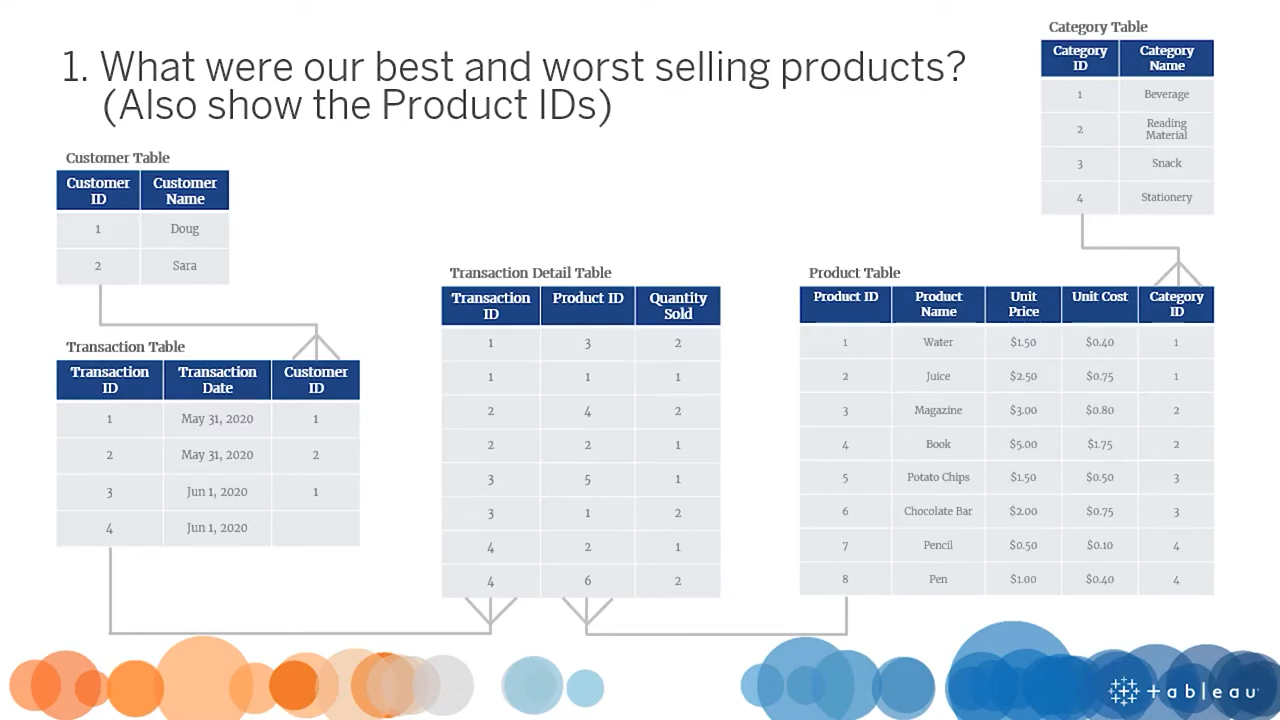 1. What were our best and worst selling products?
(Also show the Product IDs)
Category Table
Category ID Category Name
1 Beverage
2 Reading Material
3 Snack
4 Stationery
Customer Table
Customer ID Customer Name
1 Doug
2 Sara
Transaction Table
Transaction ID Transaction Date Customer ID
1 May 31, 2020 1
2 May 31, 2020 2
3 Jun 1, 2020 1
4 Jun 1, 2020
Transaction Detail Table
Transaction ID Product ID Quantity Sold
1 3 2
1 1 1
2 4 2
2 2 1
3 5 1
3 1 2
4 2 1
4 6 2
Product Table
Product ID Product Name Unit Price Unit Cost Category ID
1 Water $1.50 $0.40 1
2 Juice $2.50 $0.75 1
3 Magazine $3.00 $0.80 2
4 Book $5.00 $1.75 2
5 Potato Chips $1.50 $0.50 3
6 Chocolate Bar $2.00 $0.75 3
7 Pencil $0.50 $0.10 4
8 Pen $1.00 $0.40 4
tableau